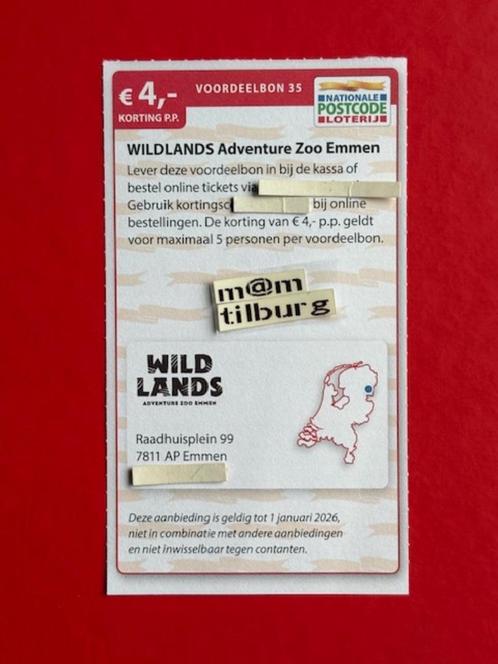 € 4,-
KORTING P.P.
VOORDEELBON 35
NATIONALE
POSTCODE
LOTERIJ
WILDLANDS Adventure Zoo Emmen
Lever deze voordeelbon in bij de kassa of
bestel online tickets via
Gebruik bij online
bestellingen. De korting van € 4,- p.p. geldt
voor maximaal 5 personen per voordeelbon.
m@m
tilburg
WILD
LANDS
ADVENTURE ZOO EMMEN
Raadhuisplein 99
7811 AP Emmen
Deze aanbieding is geldig tot 1 januari 2026,
niet in combinatie met andere aanbiedingen
en niet inwisselbaar tegen contanten.